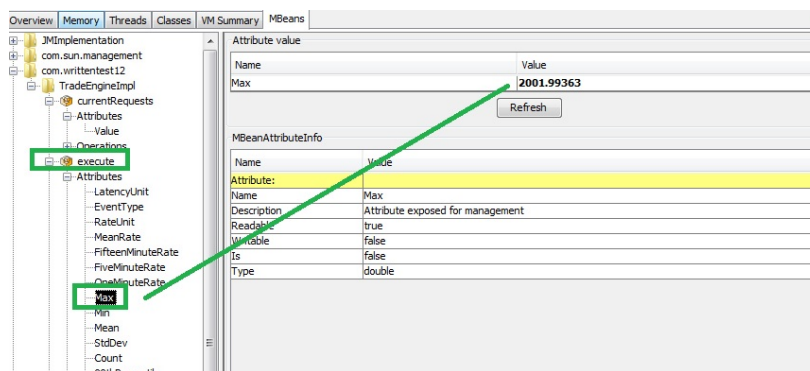 Overview Memory Threads Classes VM Summary MBeans
JMImplementation
com.sun.management
com.writtentest12
TradeEngineImpl
currentRequests
Attributes
Value
Operations
execute
Attributes
LatencyUnit
EventType
RateUnit
MeanRate
FifteenMinuteRate
FiveMinuteRate
OneMinuteRate
Max
Min
Mean
StdDev
Count
Attribute value
Name Value
Max 2001.99363
Refresh
MBeanAttributeInfo
Name Value
Attribute:
Name Max
Description Attribute exposed for management
Readable true
Writable false
Is false
Type double